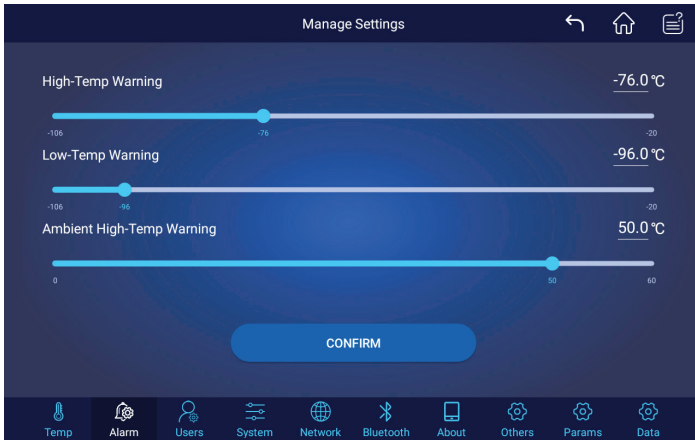 Manage Settings
High-Temp Warning -76.0 ℃
-106 -76 -20
Low-Temp Warning -96.0 ℃
-106 -96 -20
Ambient High-Temp Warning 50.0 ℃
0 50 60
CONFIRM
Temp Alarm Users System Network Bluetooth About Others Params Data